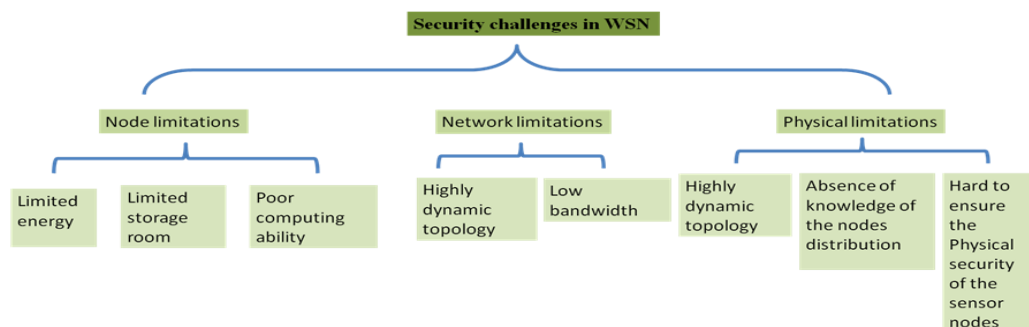 Security challenges in WSN
Node limitations
Network limitations
Physical limitations
Limited
energy
Limited
storage
room
Poor
computing
ability
Highly
dynamic
topology
Low
bandwidth
Highly
dynamic
topology
Absence of
knowledge of
the nodes
distribution
Hard to
ensure
the
Physical
security
of the
sensor
nodes